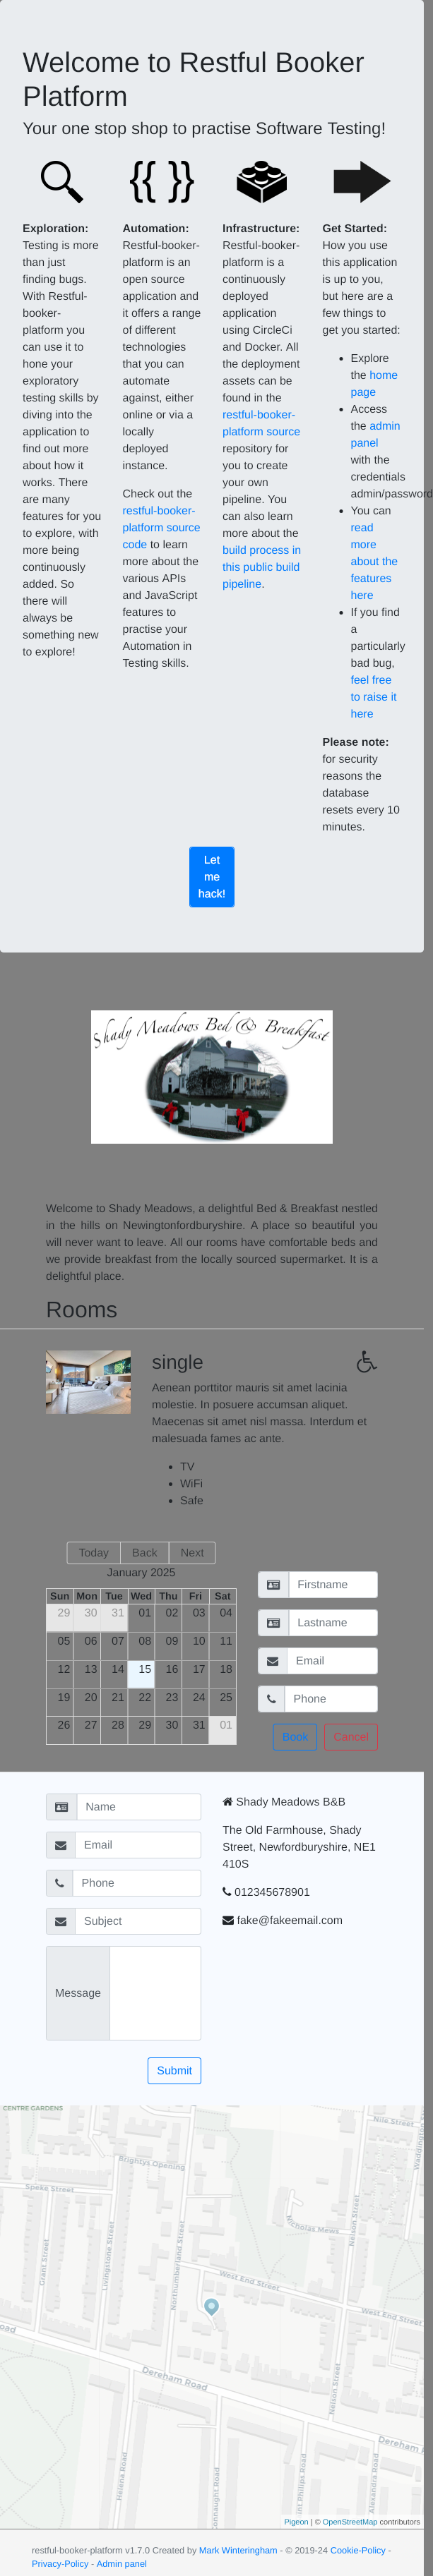 Welcome to Restful Booker
Platform
Your one stop shop to practise Software Testing!
Exploration:
Testing is more
than just
finding bugs.
With Restful-
booker-
platform you
can use it to
hone your
exploratory
testing skills by
diving into the
application to
find out more
about how it
works. There
are many
features for you
to explore, with
more being
continuously
added. So
there will
always be
something new
to explore!
Automation:
Restful-booker-
platform is an
open source
application and
it offers a range
of different
technologies
that you can
automate
against, either
online or via a
locally
deployed
instance.
Check out the
restful-booker-
platform source
code to learn
more about the
various APIs
and JavaScript
features to
practise your
Automation in
Testing skills.
Infrastructure:
Restful-booker-
platform is a
continuously
deployed
application
using CircleCi
and Docker. All
the deployment
assets can be
found in the
restful-booker-
platform source
repository for
you to create
your own
pipeline. You
can also learn
more about the
build process in
this public build
pipeline.
Get Started:
How you use
this application
is up to you,
but here are a
few things to
get you started:
Explore
the home
page
Access
the admin
panel
with the
credentials
admin/password
You can
read
more
about the
features
here
If you find
a
particularly
bad bug,
feel free
to raise it
here
Please note:
for security
reasons the
database
resets every 10
minutes.
Let
me
hack!
Shady Meadows Bed & Breakfast
Welcome to Shady Meadows, a delightful Bed & Breakfast nestled
in the hills on Newingtonfordburyshire. A place so beautiful you
will never want to leave. All our rooms have comfortable beds and
we provide breakfast from the locally sourced supermarket. It is a
delightful place.
Rooms
single
Aenean porttitor mauris sit amet lacinia
molestie. In posuere accumsan aliquet.
Maecenas sit amet nisl massa. Interdum et
malesuada fames ac ante.
TV
WiFi
Safe
Today Back Next
January 2025
Sun Mon Tue Wed Thu Fri Sat
29 30 31 01 02 03 04
05 06 07 08 09 10 11
12 13 14 15 16 17 18
19 20 21 22 23 24 25
26 27 28 29 30 31 01
Firstname
Lastname
Email
Phone
Book Cancel
Name
Email
Phone
Subject
Message
Submit
Shady Meadows B&B
The Old Farmhouse, Shady
Street, Newfordburyshire, NE1
410S
012345678901
fake@fakeemail.com
CENTRE GARDENS
Nile Street
Waddington
Brightys Opening
Speke Street
Nelson Street
Nicholas Mews
Grant Street
Livingstone Street
Northumberland Street
West End Street
West End Street
Road
Dereham Road
Nelson Street
Dereham
Helena Road
Connaught Road
Philips Road
Alexandra Road
Pigeon | © OpenStreetMap contributors
restful-booker-platform v1.7.0 Created by Mark Winteringham - © 2019-24 Cookie-Policy -
Privacy-Policy - Admin panel